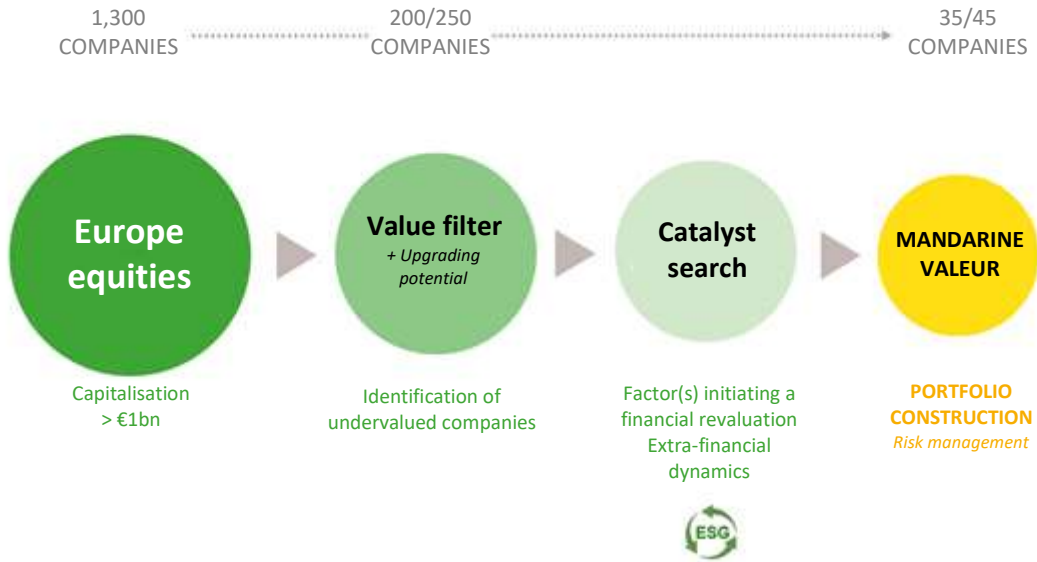 1,300
COMPANIES
200/250
COMPANIES
35/45
COMPANIES
Europe
equities
Value filter
+ Upgrading
potential
Catalyst
search
MANDARINE
VALEUR
Capitalisation
> €1bn
Identification of
undervalued companies
Factor(s) initiating a
financial revaluation
Extra-financial
dynamics
PORTFOLIO
CONSTRUCTION
Risk management
ESG